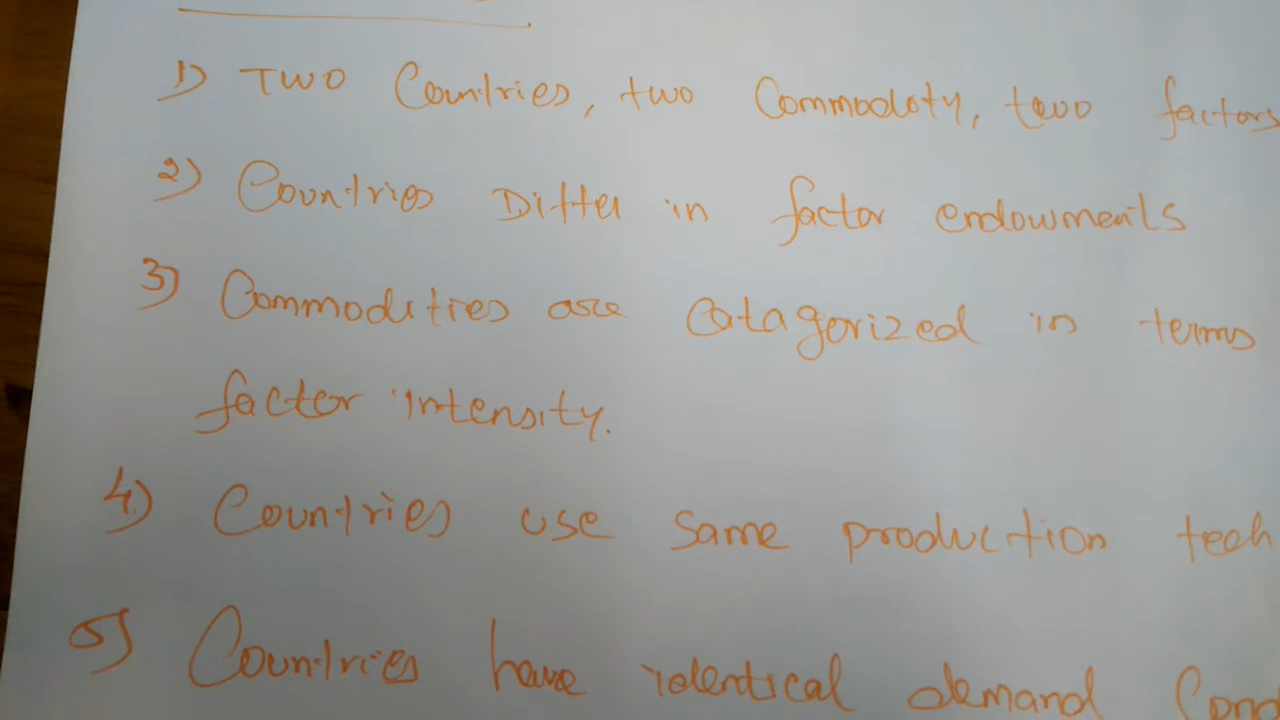 1) Two Countries, two Commodoty, two factors
2) Countries Differ in factor endowments
3) Commodities are Catagorized in terms
factor intensity.
4) Countries use same production tech
5) Countries have identical demand Cond